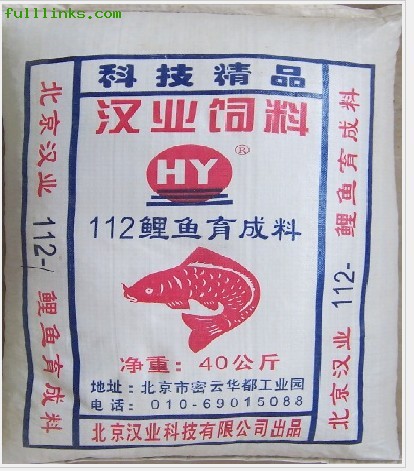 fulllinks.com
科技精品
汉业饲料
HY®
112鲤鱼育成料
净重：40公斤
地址：北京市密云华都工业园
电话：010-69015088
北京汉业科技有限公司出品
北京汉业 112-/ 鲤鱼育成料
北京汉业 112- 鲤鱼育成料